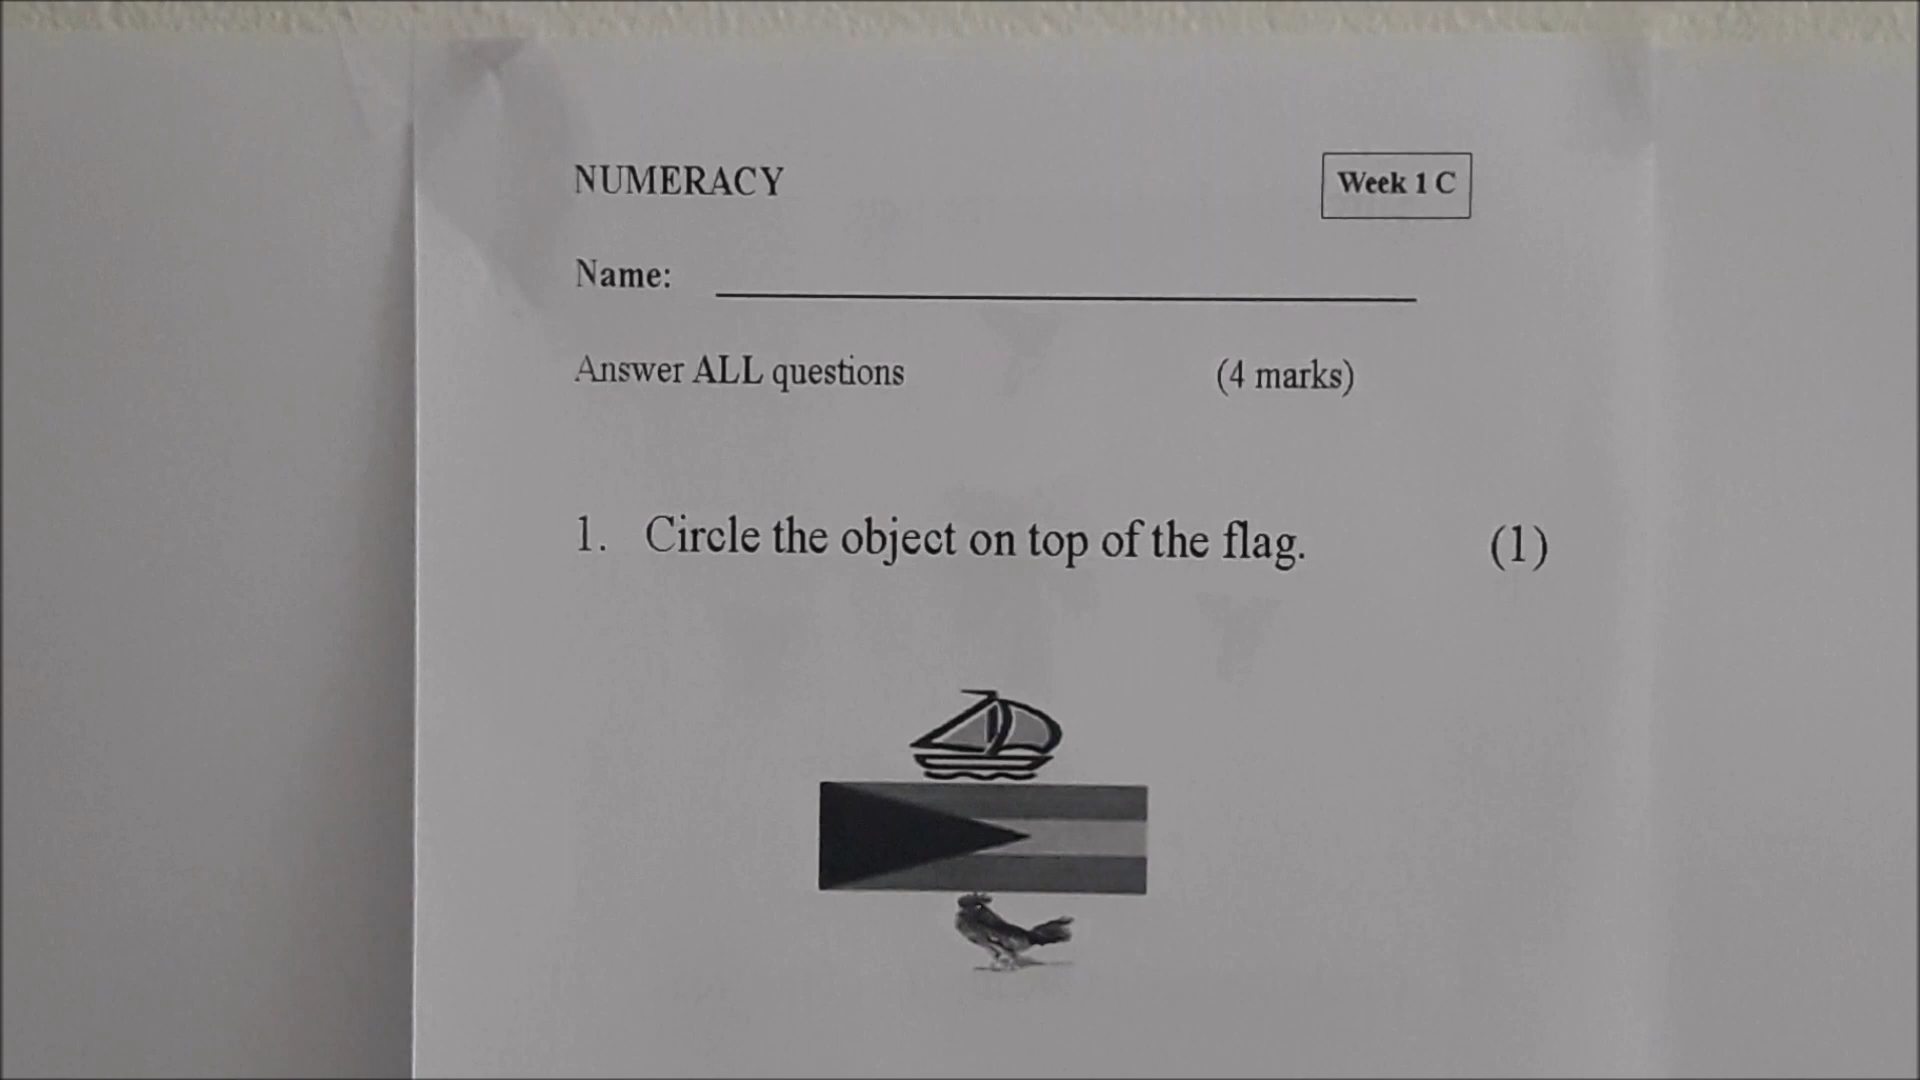 NUMERACY
Week 1 C
Name:
Answer ALL questions (4 marks)
1. Circle the object on top of the flag. (1)